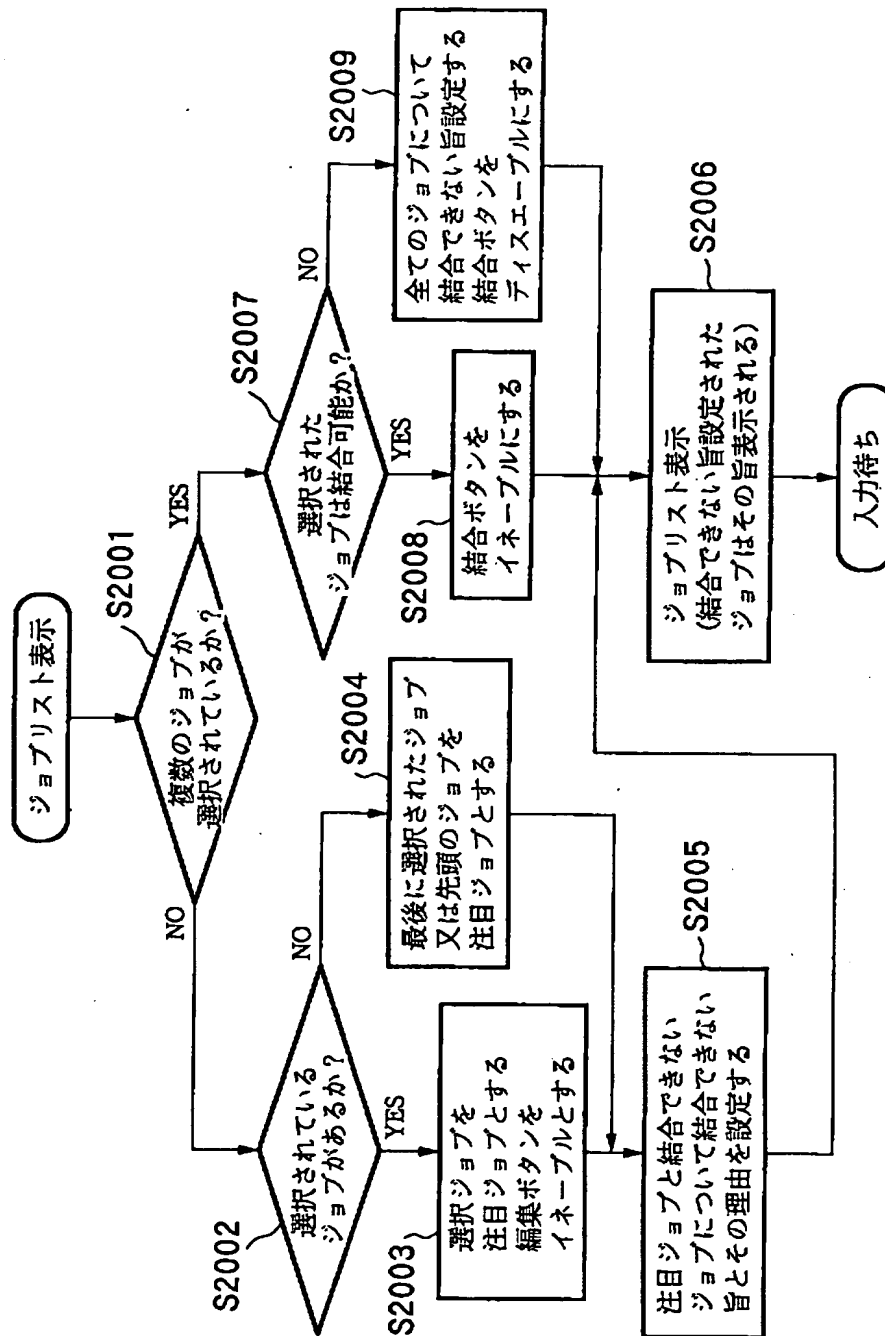 ジョブリスト表示
S2001
複数のジョブが
選択されているか?
YES
NO
S2002
選択されている
ジョブがあるか?
NO
YES
S2003
選択ジョブを
注目ジョブとする
編集ボタンを
イネーブルとする
S2004
最後に選択されたジョブ
又は先頭のジョブを
注目ジョブとする
S2005
注目ジョブと結合できない
ジョブについて結合できない
旨とその理由を設定する
S2007
選択された
ジョブは結合可能か?
NO
YES
S2008
結合ボタンを
イネーブルにする
S2009
全てのジョブについて
結合できない旨設定する
結合ボタンを
ディスエーブルにする
S2006
ジョブリスト表示
(結合できない旨設定された
ジョブはその旨表示される)
入力待ち